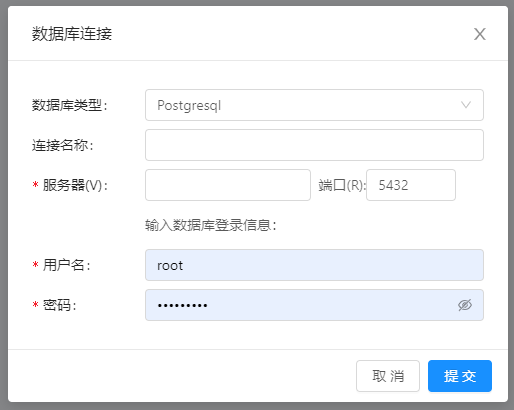 数据库连接
数据库类型:
Postgresql
连接名称:
* 服务器(V):
端口(R):
5432
输入数据库登录信息:
* 用户名:
root
* 密码:
•••••••••
取 消
提 交